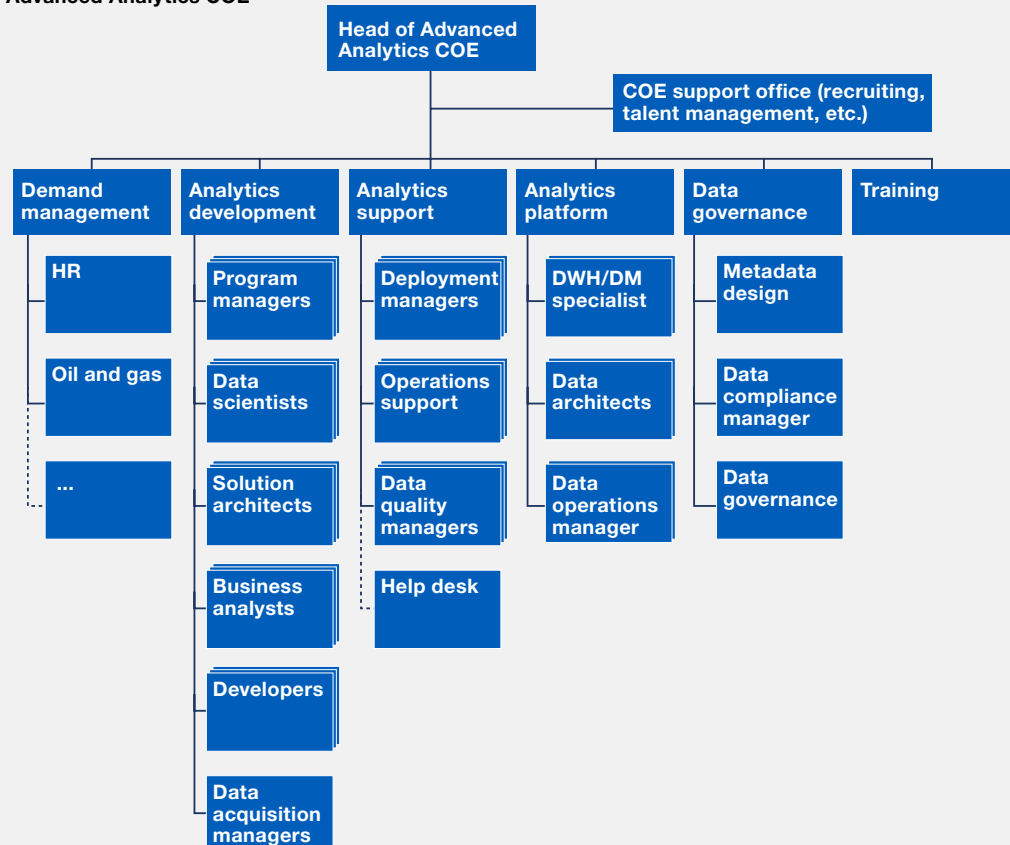 Advanced Analytics COE
Head of Advanced
Analytics COE
COE support office (recruiting,
talent management, etc.)
Demand
management
Analytics
development
Analytics
support
Analytics
platform
Data
governance
Training
HR
Oil and gas
...
Program
managers
Data
scientists
Solution
architects
Business
analysts
Developers
Data
acquisition
managers
Deployment
managers
Operations
support
Data
quality
managers
Help desk
DWH/DM
specialist
Data
architects
Data
operations
manager
Metadata
design
Data
compliance
manager
Data
governance